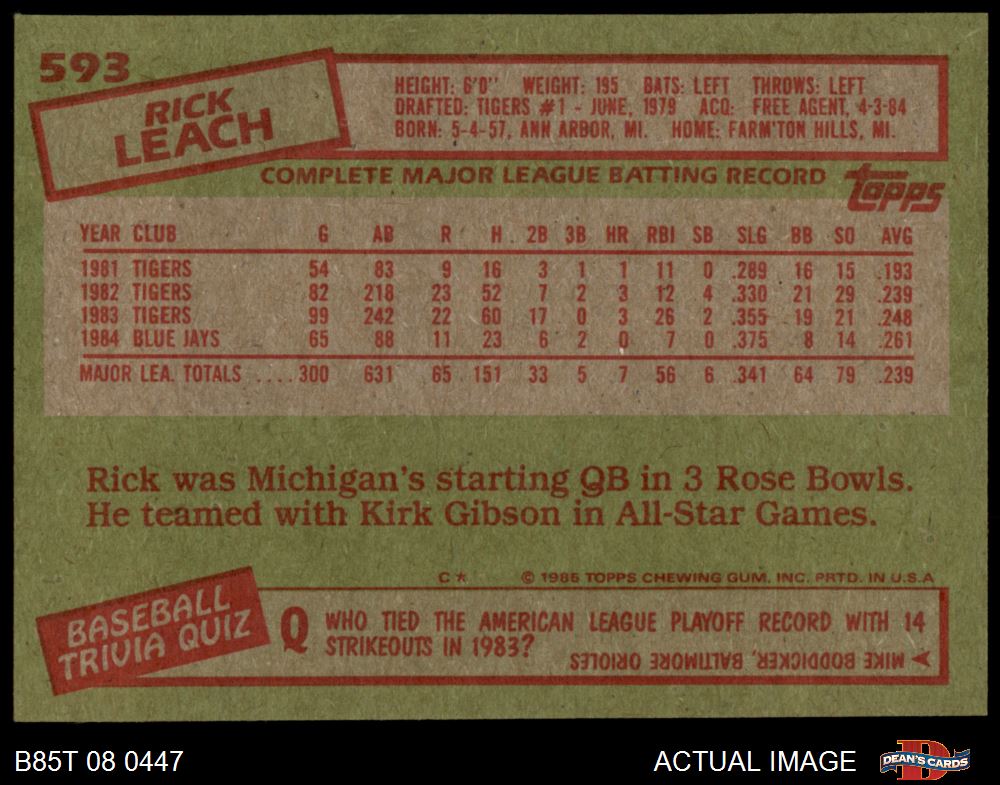 593
RICK
LEACH
HEIGHT: 6'0" WEIGHT: 195 BATS: LEFT THROWS: LEFT
DRAFTED: TIGERS #1 - JUNE, 1979 ACQ: FREE AGENT, 4-3-84
BORN: 5-4-57, ANN ARBOR, MI. HOME: FARM'TON HILLS, MI.
COMPLETE MAJOR LEAGUE BATTING RECORD topps
YEAR CLUB G AB R H 2B 3B HR RBI SB SLG BB SO AVG
1981 TIGERS 54 83 9 16 3 1 1 11 0 .289 16 15 .193
1982 TIGERS 82 218 23 52 7 2 3 12 4 .330 21 29 .239
1983 TIGERS 99 242 22 60 17 0 3 26 2 .355 19 21 .248
1984 BLUE JAYS 65 88 11 23 6 2 0 7 0 .375 8 14 .261
MAJOR LEA. TOTALS .... 300 631 65 151 33 5 7 56 6 .341 64 79 .239
Rick was Michigan's starting QB in 3 Rose Bowls.
He teamed with Kirk Gibson in All-Star Games.
C* © 1985 TOPPS CHEWING GUM, INC. PRTD. IN U.S.A
BASEBALL
TRIVIA QUIZ
Q WHO TIED THE AMERICAN LEAGUE PLAYOFF RECORD WITH 14
STRIKEOUTS IN 1983?
MIKE BODDICKER, BALTIMORE ORIOLES
B85T 08 0447 ACTUAL IMAGE DEAN'S CARDS